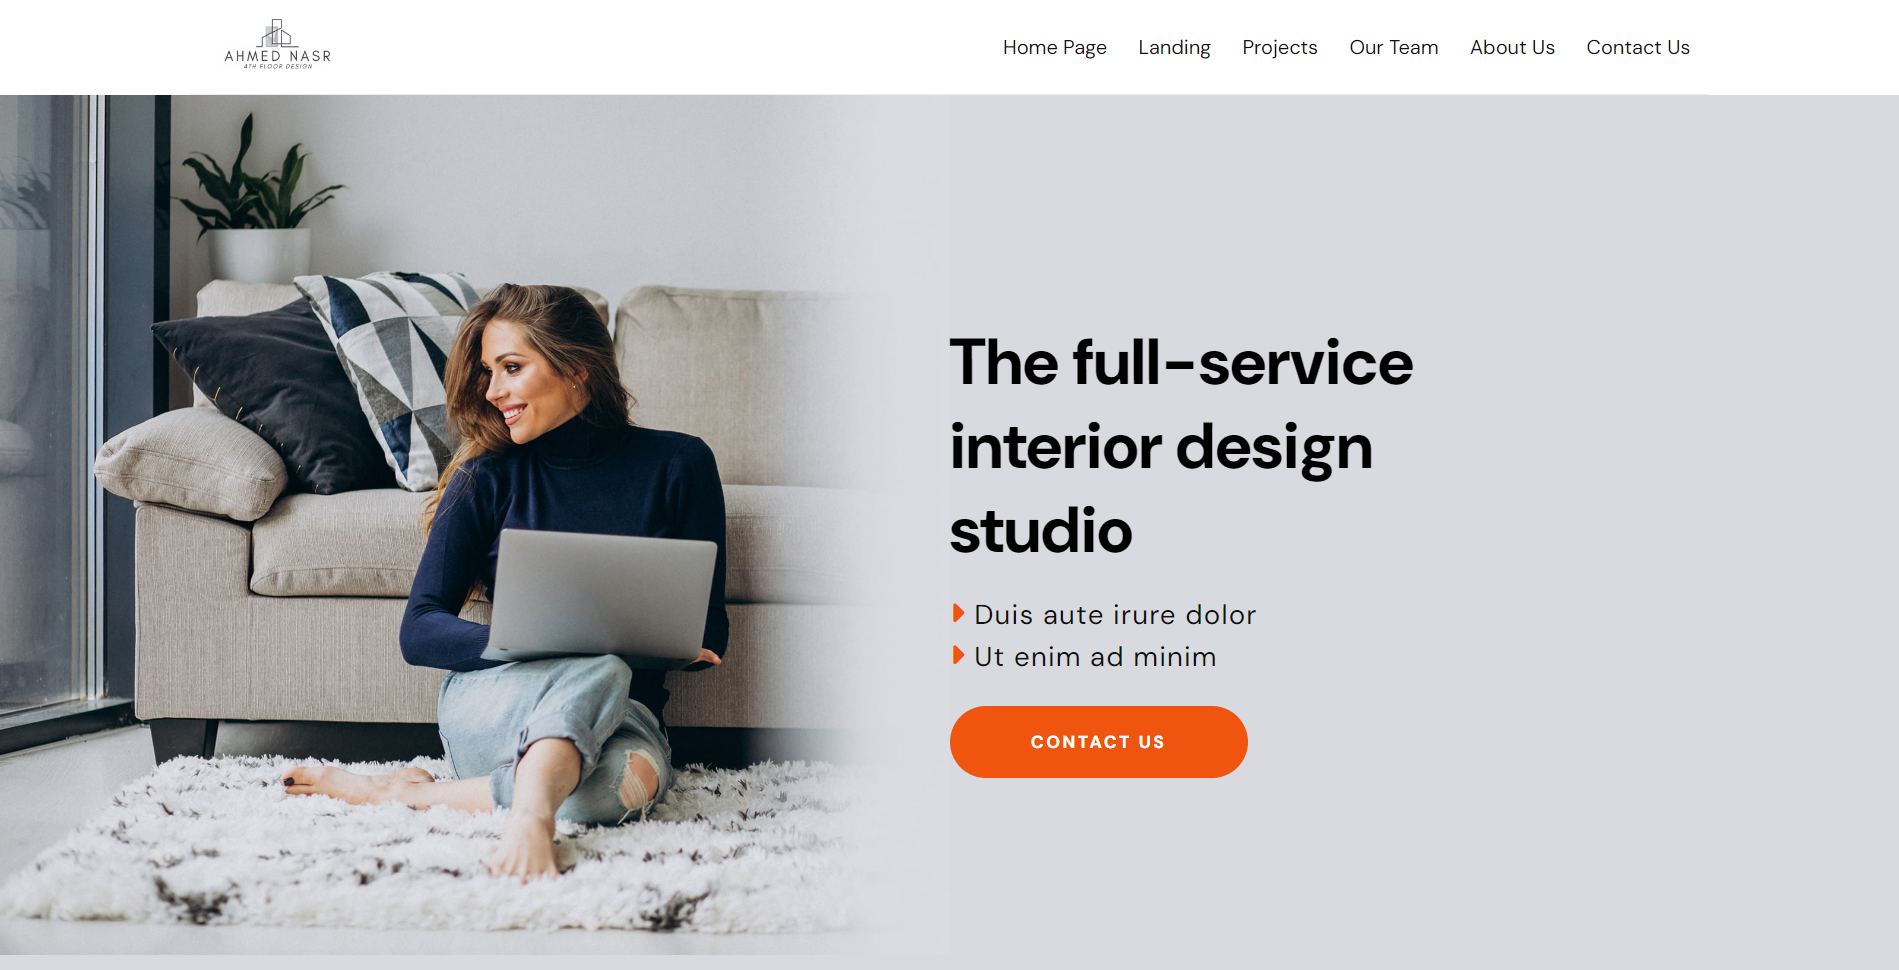 AHMED NASR
4TH FLOOR DESIGN
Home Page Landing Projects Our Team About Us Contact Us
The full-service
interior design
studio
Duis aute irure dolor
Ut enim ad minim
CONTACT US